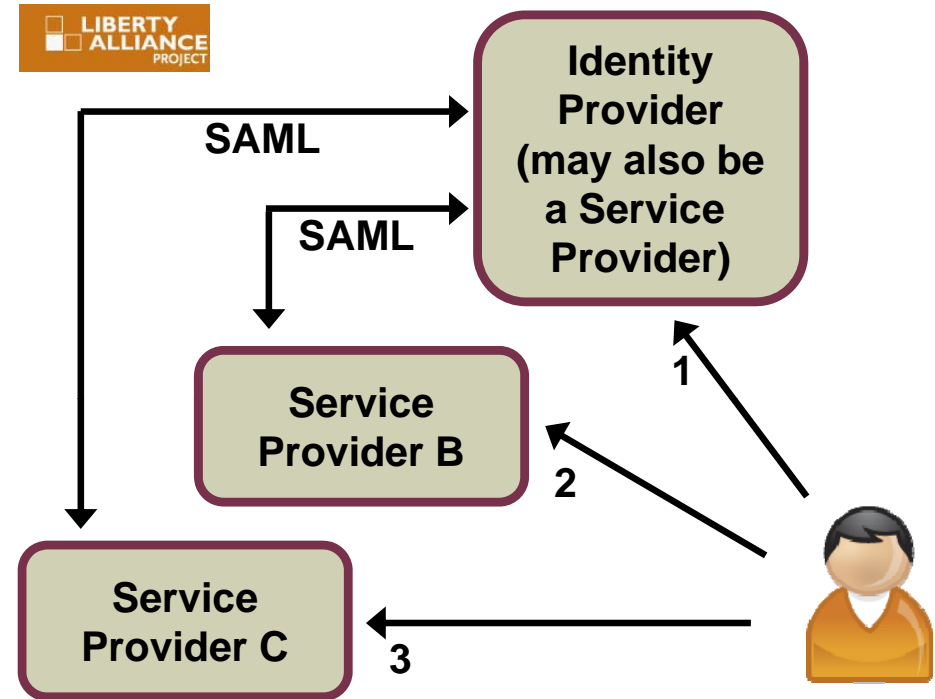 LIBERTY
ALLIANCE
PROJECT
Identity
Provider
(may also be
a Service
Provider)
SAML
SAML
1
Service
Provider B
2
Service
Provider C
3